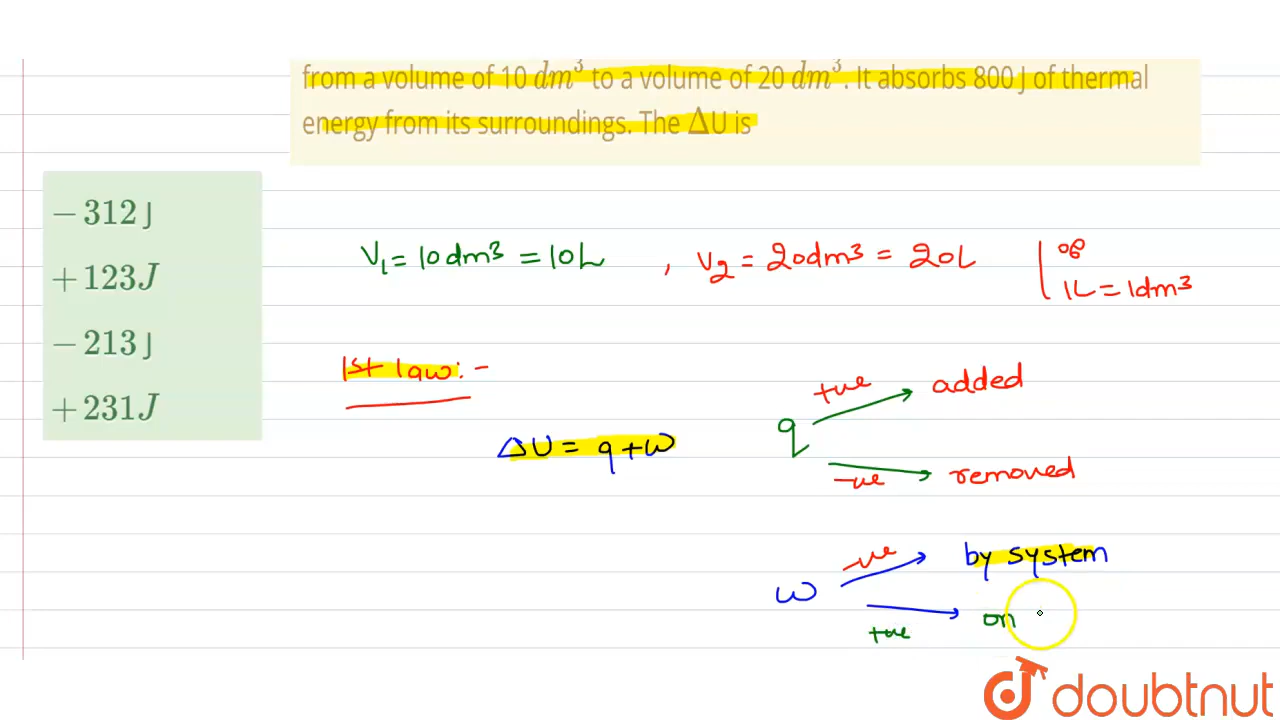 from a volume of 10 dm³ to a volume of 20 dm³. It absorbs 800 J of thermal
energy from its surroundings. The ΔU is
− 312 J
+ 123J
− 213 J
+ 231J
V₁ = 10dm³ = 10L , V₂ = 20dm³ = 20L
1L = 1dm³
1st law: -
ΔU = q+w
q
+ve added
-ve removed
w
-ve by system
+ve on
doubtnut